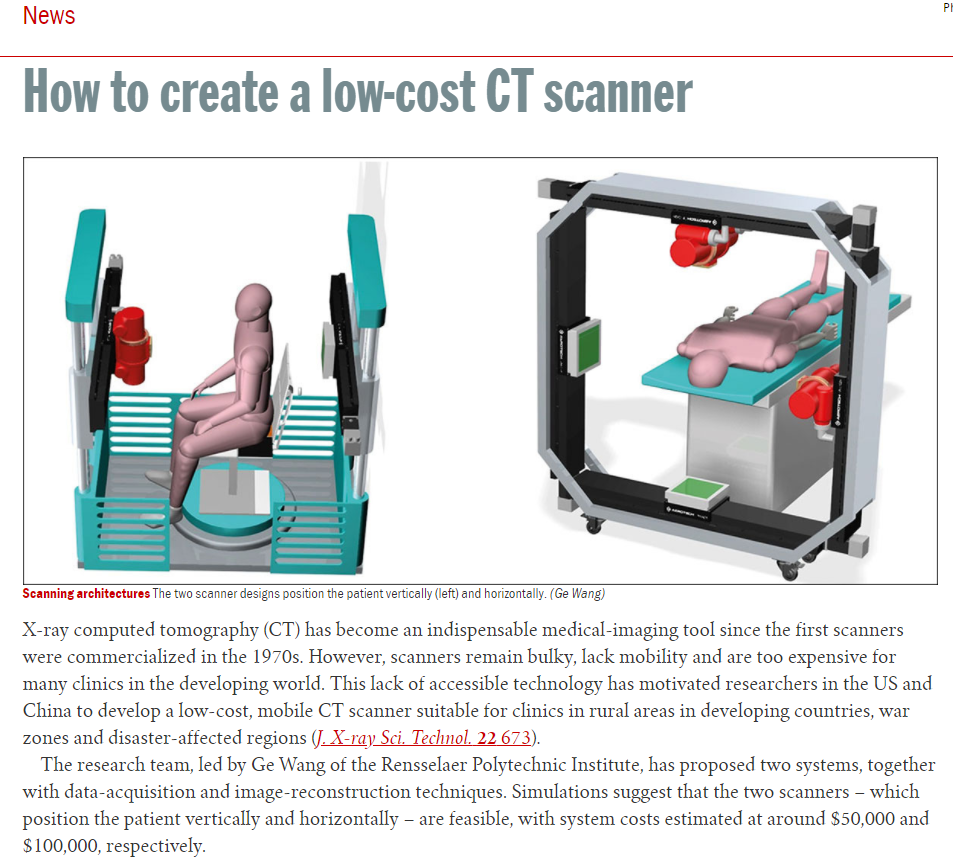 Ph
News
How to create a low-cost CT scanner
Scanning architectures The two scanner designs position the patient vertically (left) and horizontally. (Ge Wang)
X-ray computed tomography (CT) has become an indispensable medical-imaging tool since the first scanners
were commercialized in the 1970s. However, scanners remain bulky, lack mobility and are too expensive for
many clinics in the developing world. This lack of accessible technology has motivated researchers in the US and
China to develop a low-cost, mobile CT scanner suitable for clinics in rural areas in developing countries, war
zones and disaster-affected regions (J. X-ray Sci. Technol. 22 673).
The research team, led by Ge Wang of the Rensselaer Polytechnic Institute, has proposed two systems, together
with data-acquisition and image-reconstruction techniques. Simulations suggest that the two scanners – which
position the patient vertically and horizontally – are feasible, with system costs estimated at around $50,000 and
$100,000, respectively.